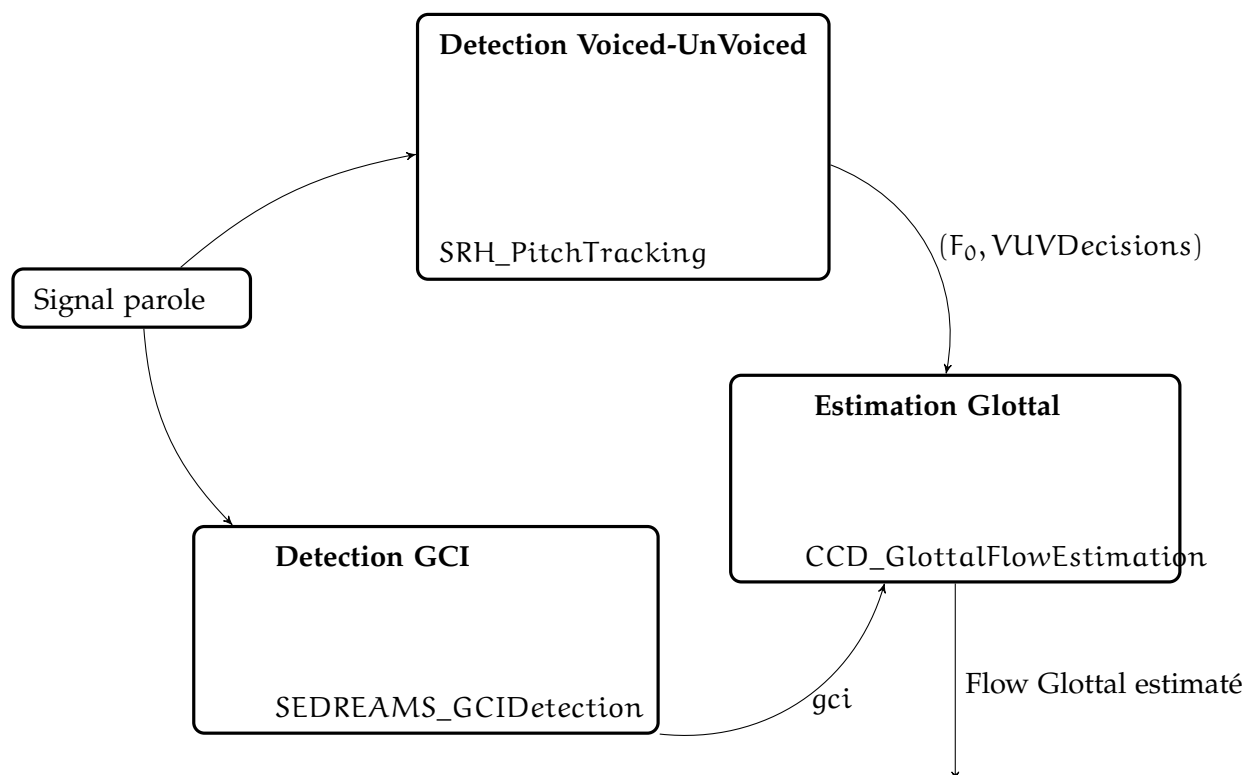 Detection Voiced-UnVoiced
SRH_PitchTracking
(F₀, VUVDecisions)
Signal parole
Estimation Glottal
CCD_GlottalFlowEstimation
Detection GCI
SEDREAMS_GCIDetection
gci
Flow Glottal estimaté